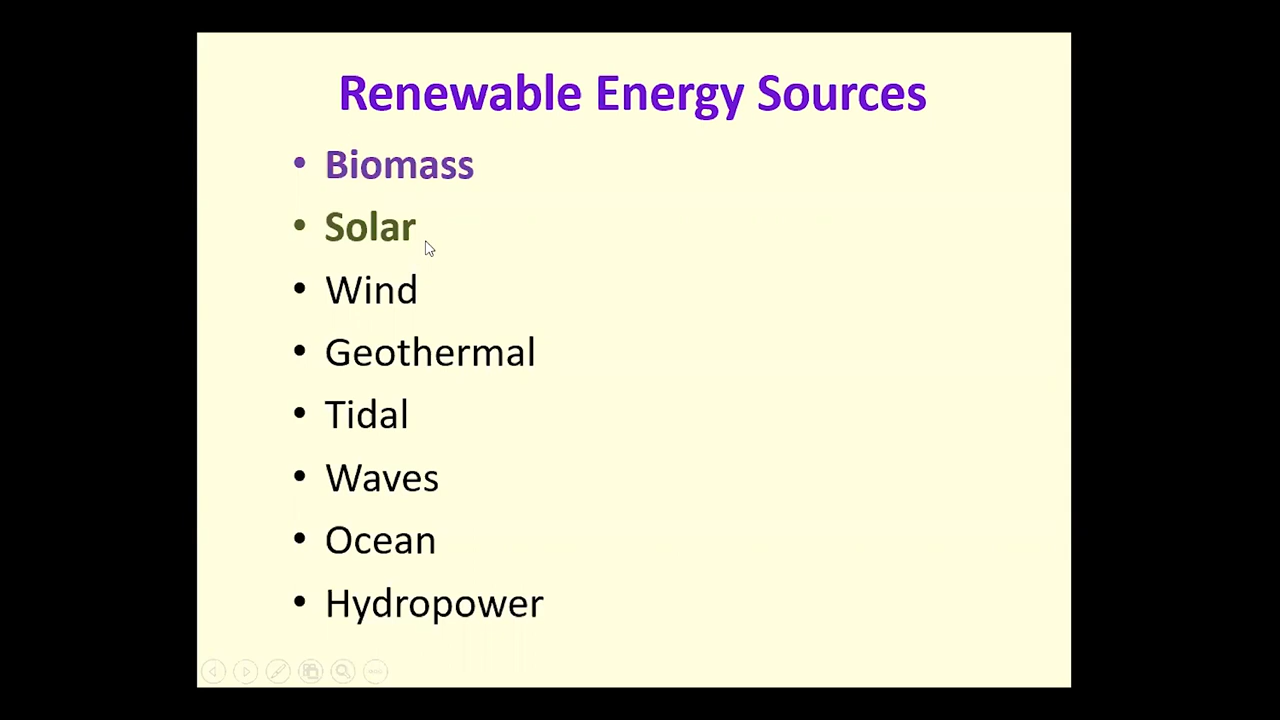 Renewable Energy Sources
• Biomass
• Solar
• Wind
• Geothermal
• Tidal
• Waves
• Ocean
• Hydropower